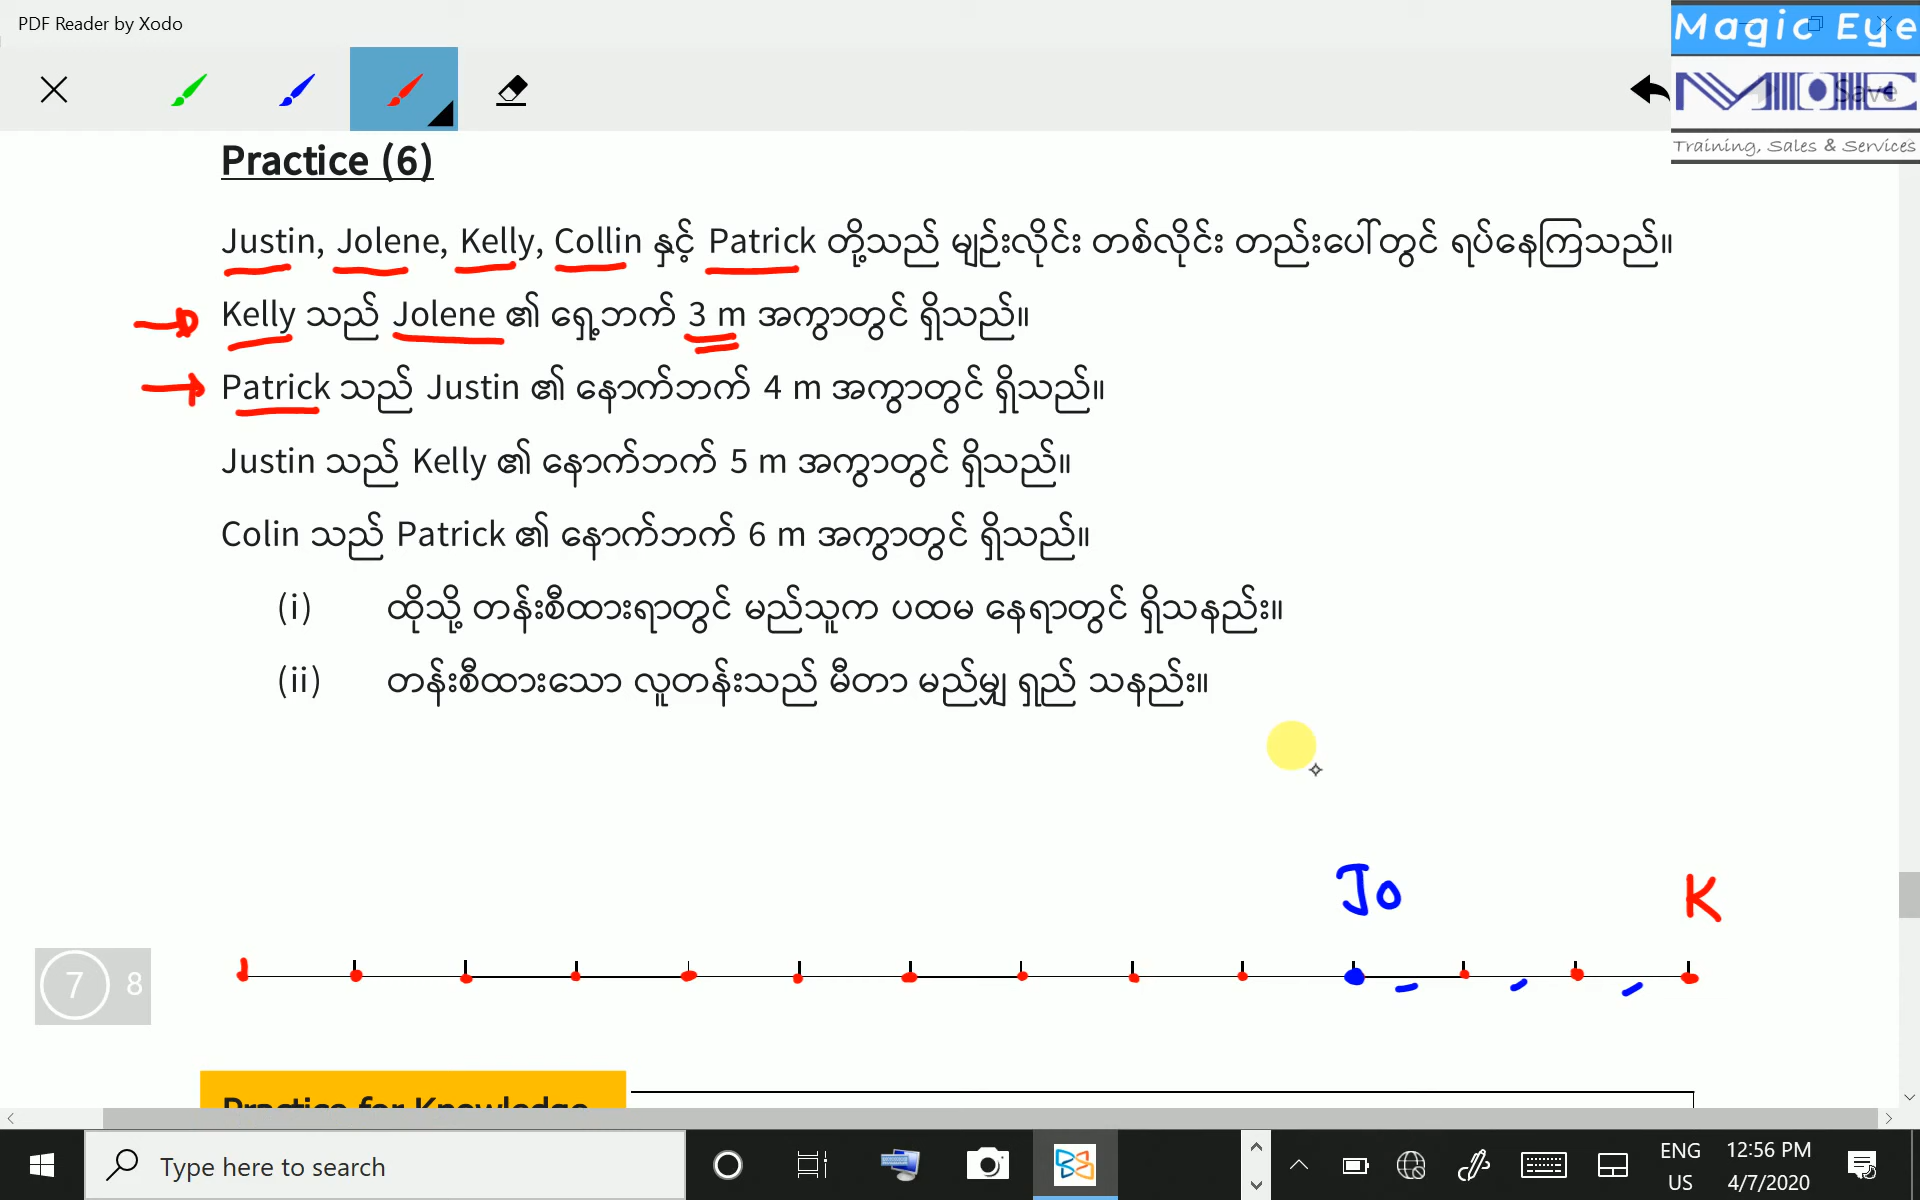 PDF Reader by Xodo
Magic Eye
Training, Sales & Services
Practice (6)
Justin, Jolene, Kelly, Collin နှင့် Patrick တို့သည် မျဉ်းလိုင်း တစ်လိုင်း တည်းပေါ်တွင် ရပ်နေကြသည်။
Kelly သည် Jolene ၏ ရှေ့ဘက် 3 m အကွာတွင် ရှိသည်။
Patrick သည် Justin ၏ နောက်ဘက် 4 m အကွာတွင် ရှိသည်။
Justin သည် Kelly ၏ နောက်ဘက် 5 m အကွာတွင် ရှိသည်။
Colin သည် Patrick ၏ နောက်ဘက် 6 m အကွာတွင် ရှိသည်။
(i) ထိုသို့ တန်းစီထားရာတွင် မည်သူက ပထမ နေရာတွင် ရှိသနည်း။
(ii) တန်းစီထားသော လူတန်းသည် မီတာ မည်မျှ ရှည် သနည်း။
Jo K
7 8
Practice for Knowledge
Type here to search
ENG 12:56 PM
US 4/7/2020